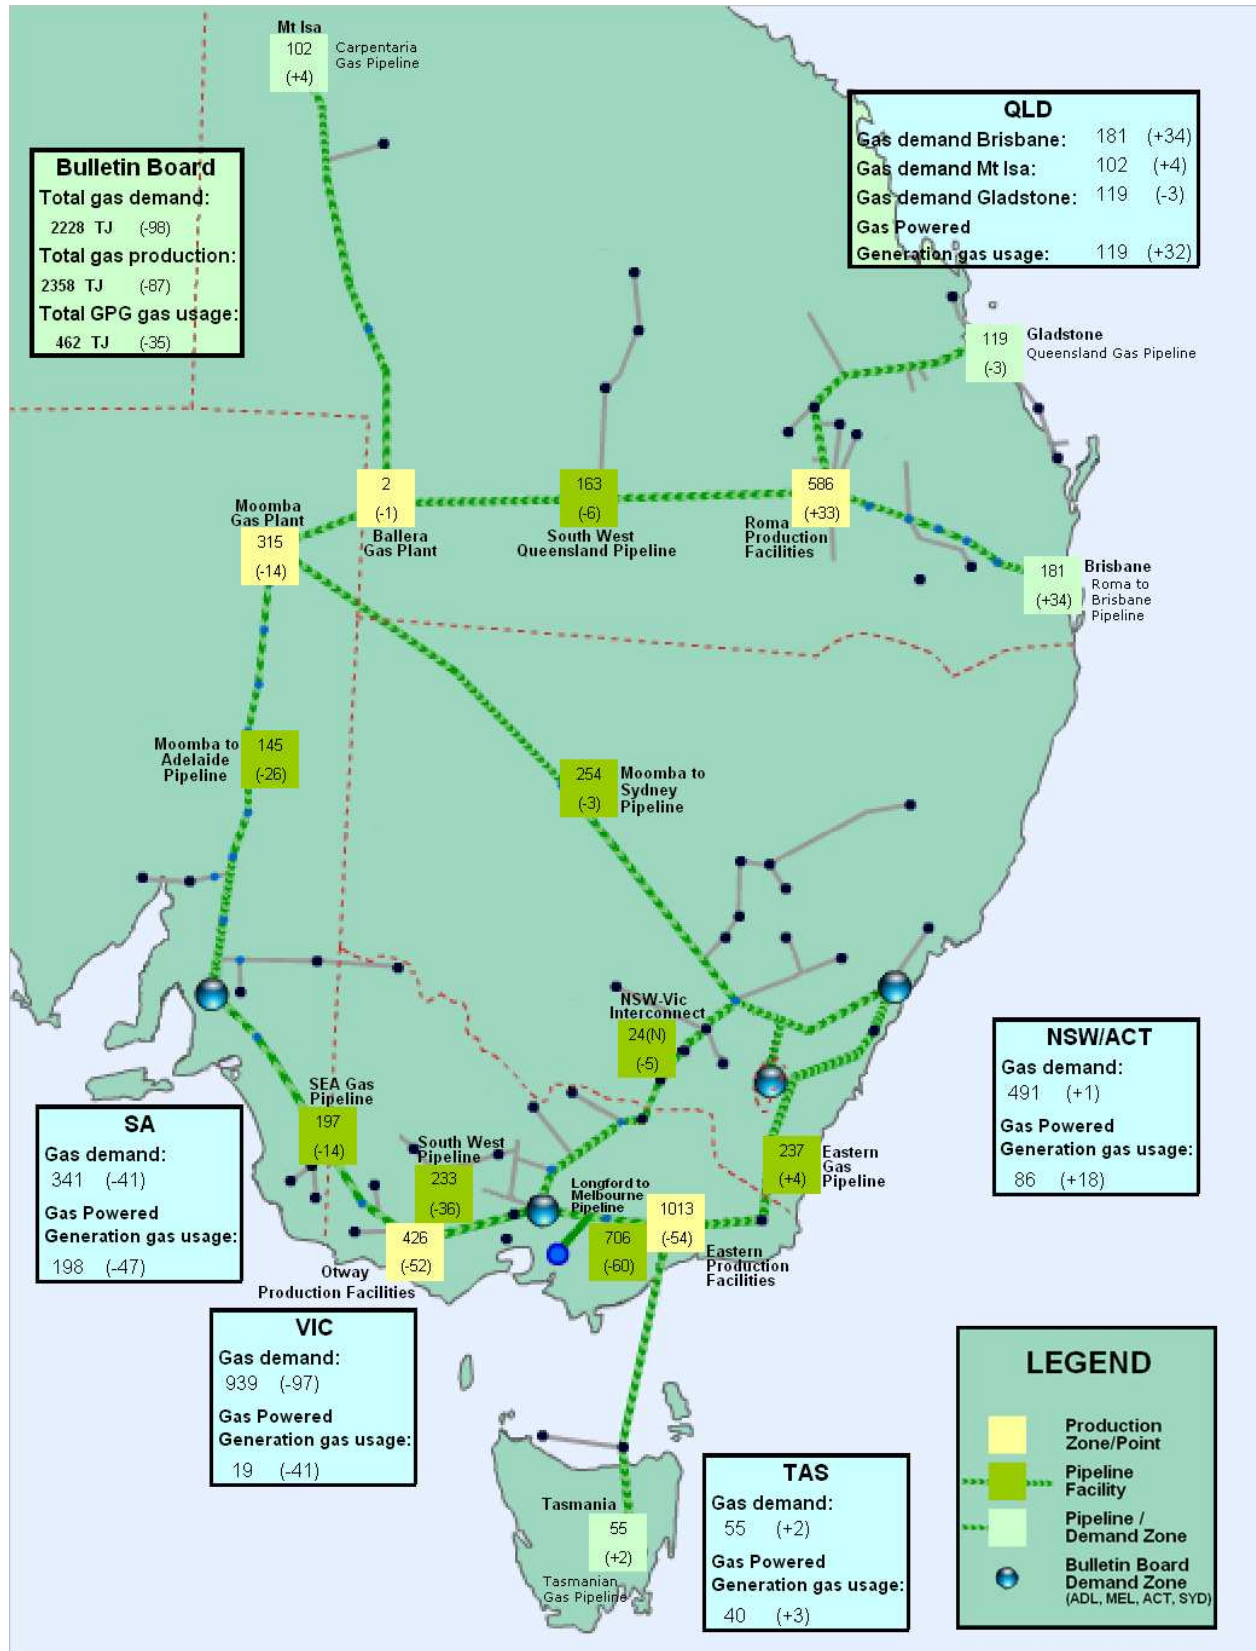 Mt Isa
102
(+4)
Carpentaria
Gas Pipeline
QLD
Gas demand Brisbane: 181 (+34)
Gas demand Mt Isa: 102 (+4)
Gas demand Gladstone: 119 (-3)
Gas Powered
Generation gas usage: 119 (+32)
Bulletin Board
Total gas demand:
2228 TJ (-98)
Total gas production:
2358 TJ (-87)
Total GPG gas usage:
462 TJ (-35)
119
(-3)
Gladstone
Queensland Gas Pipeline
Moomba
Gas Plant
315
(-14)
2
(-1)
Ballera
Gas Plant
163
(-6)
South West
Queensland Pipeline
586
(+33)
Roma
Production
Facilities
181
(+34)
Brisbane
Roma to
Brisbane
Pipeline
Moomba to
Adelaide
Pipeline
145
(-26)
254
(-3)
Moomba to
Sydney
Pipeline
NSW-Vic
Interconnect
24(N)
(-5)
NSW/ACT
Gas demand:
491 (+1)
Gas Powered
Generation gas usage:
86 (+18)
SEA Gas
Pipeline
197
(-14)
SA
Gas demand:
341 (-41)
Gas Powered
Generation gas usage:
198 (-47)
South West
Pipeline
233
(-36)
Longford to
Melbourne
Pipeline
706
(-60)
237
(+4)
Eastern
Gas
Pipeline
1013
(-54)
Eastern
Production
Facilities
426
(-52)
Otway
Production Facilities
VIC
Gas demand:
939 (-97)
Gas Powered
Generation gas usage:
19 (-41)
Tasmania
55
(+2)
Tasmanian
Gas Pipeline
TAS
Gas demand:
55 (+2)
Gas Powered
Generation gas usage:
40 (+3)
LEGEND
Production
Zone/Point
Pipeline
Facility
Pipeline /
Demand Zone
Bulletin Board
Demand Zone
(ADL, MEL, ACT, SYD)